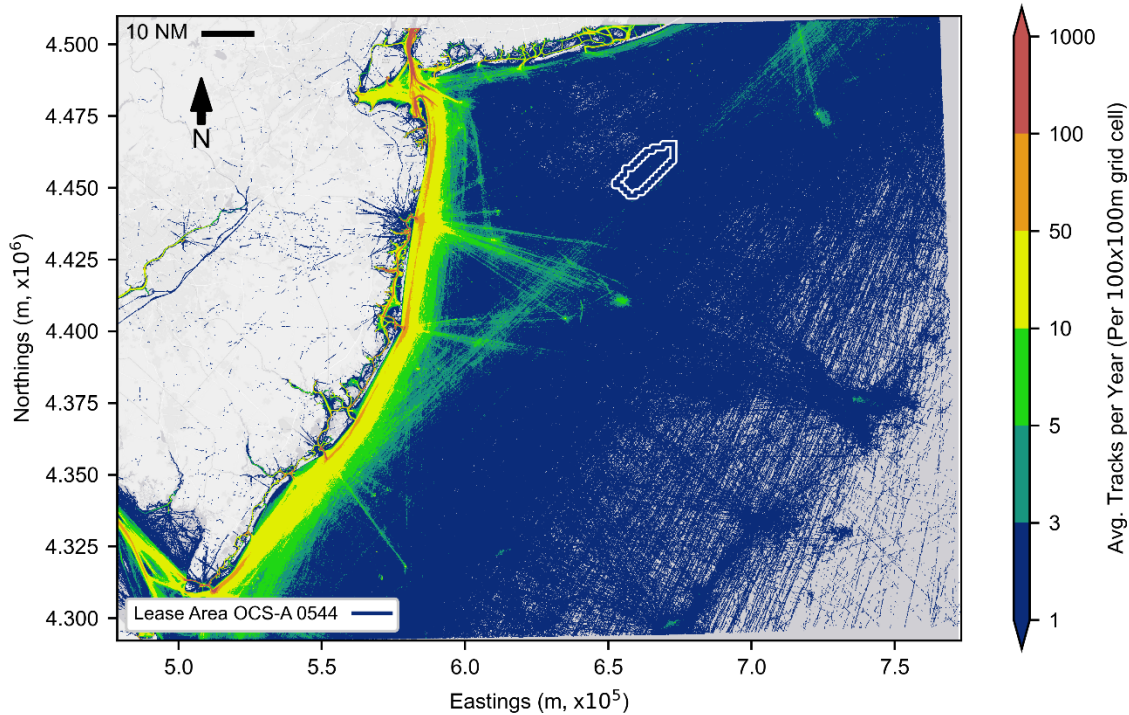 10 NM
N
4.500
4.475
4.450
4.425
4.400
4.375
4.350
4.325
4.300
Northings (m, x10⁶)
Lease Area OCS-A 0544
5.0 5.5 6.0 6.5 7.0 7.5
Eastings (m, x10⁵)
1000
100
50
10
5
3
1
Avg. Tracks per Year (Per 100x100m grid cell)